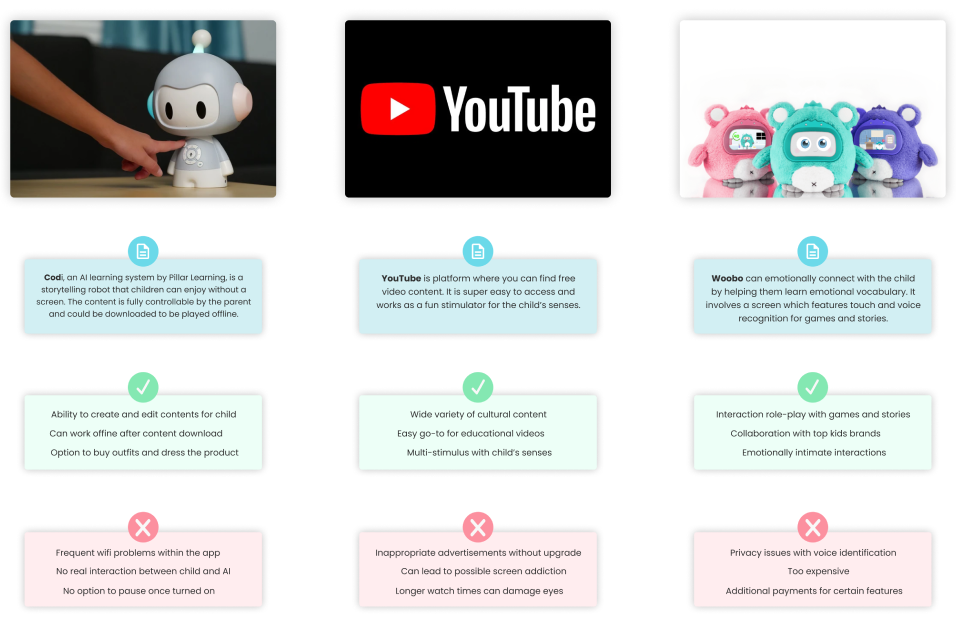 YouTube
Codi, an AI learning system by Pillar Learning, is a
storytelling robot that children can enjoy without a
screen. The content is fully controllable by the parent
and could be downloaded to be played offline.
YouTube is platform where you can find free
video content. It is super easy to access and
works as a fun stimulator for the child's senses.
Woobo can emotionally connect with the child
by helping them learn emotional vocabulary. It
involves a screen which features touch and voice
recognition for games and stories.
Ability to create and edit contents for child
Can work offine after content download
Option to buy outfits and dress the product
Wide variety of cultural content
Easy go-to for educational videos
Multi-stimulus with child's senses
Interaction role-play with games and stories
Collaboration with top kids brands
Emotionally intimate interactions
Frequent wifi problems within the app
No real interaction between child and AI
No option to pause once turned on
Inappropriate advertisements without upgrade
Can lead to possible screen addiction
Longer watch times can damage eyes
Privacy issues with voice identification
Too expensive
Additional payments for certain features